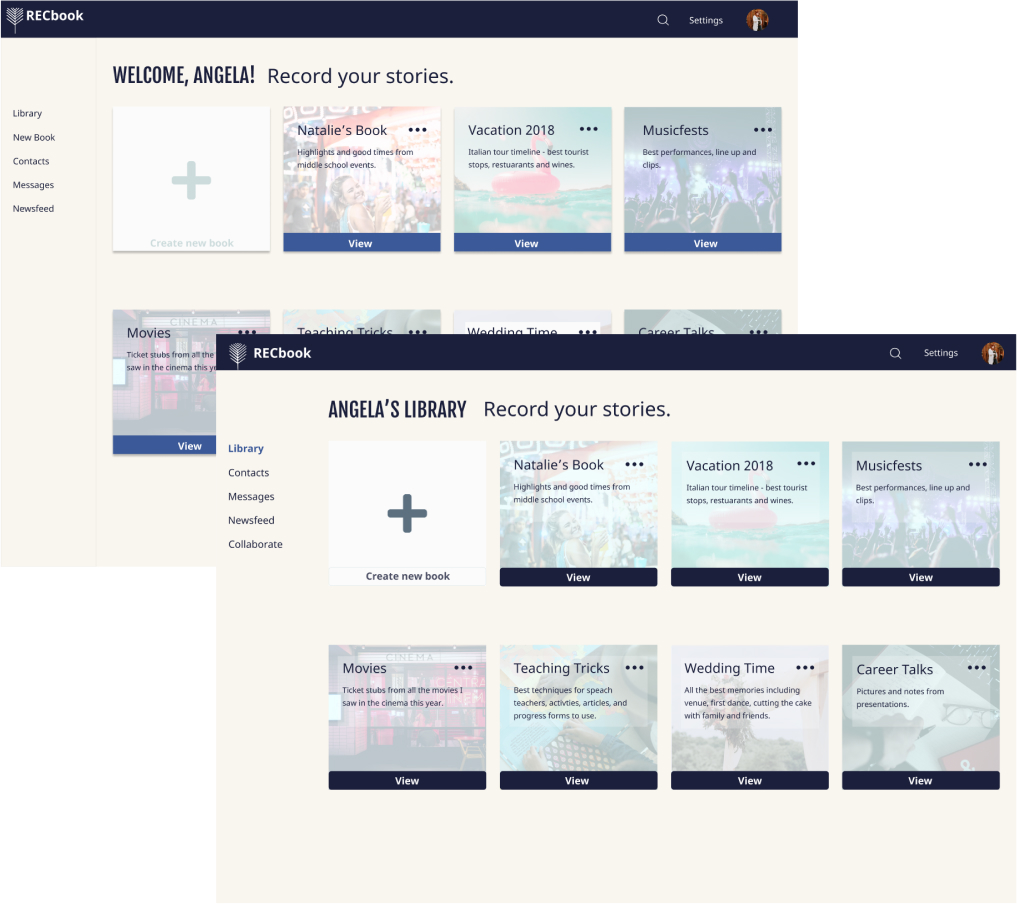 RECbook
Settings
WELCOME, ANGELA! Record your stories.
Library
New Book
Contacts
Messages
Newsfeed
Create new book
Natalie's Book
Highlights and good times from
middle school events.
View
Vacation 2018
Italian tour timeline - best tourist
stops, restuarants and wines.
View
Musicfests
Best performances, line up and
clips.
View
CINEMA
Movies
Ticket stubs from all the
saw in the cinema this ye
View
Teaching Tricks
Wedding Time
Career Talks
RECbook
Settings
ANGELA'S LIBRARY Record your stories.
Library
Contacts
Messages
Newsfeed
Collaborate
Create new book
Natalie's Book
Highlights and good times from
middle school events.
View
Vacation 2018
Italian tour timeline - best tourist
stops, restuarants and wines.
View
Musicfests
Best performances, line up and
clips.
View
CINEMA
Movies
Ticket stubs from all the movies I
saw in the cinema this year.
View
Teaching Tricks
Best techniques for speach
teachers, activties, articles, and
progress forms to use.
View
Wedding Time
All the best memories including
venue, first dance, cutting the cake
with family and friends.
View
Career Talks
Pictures and notes from
presentations.
&
View